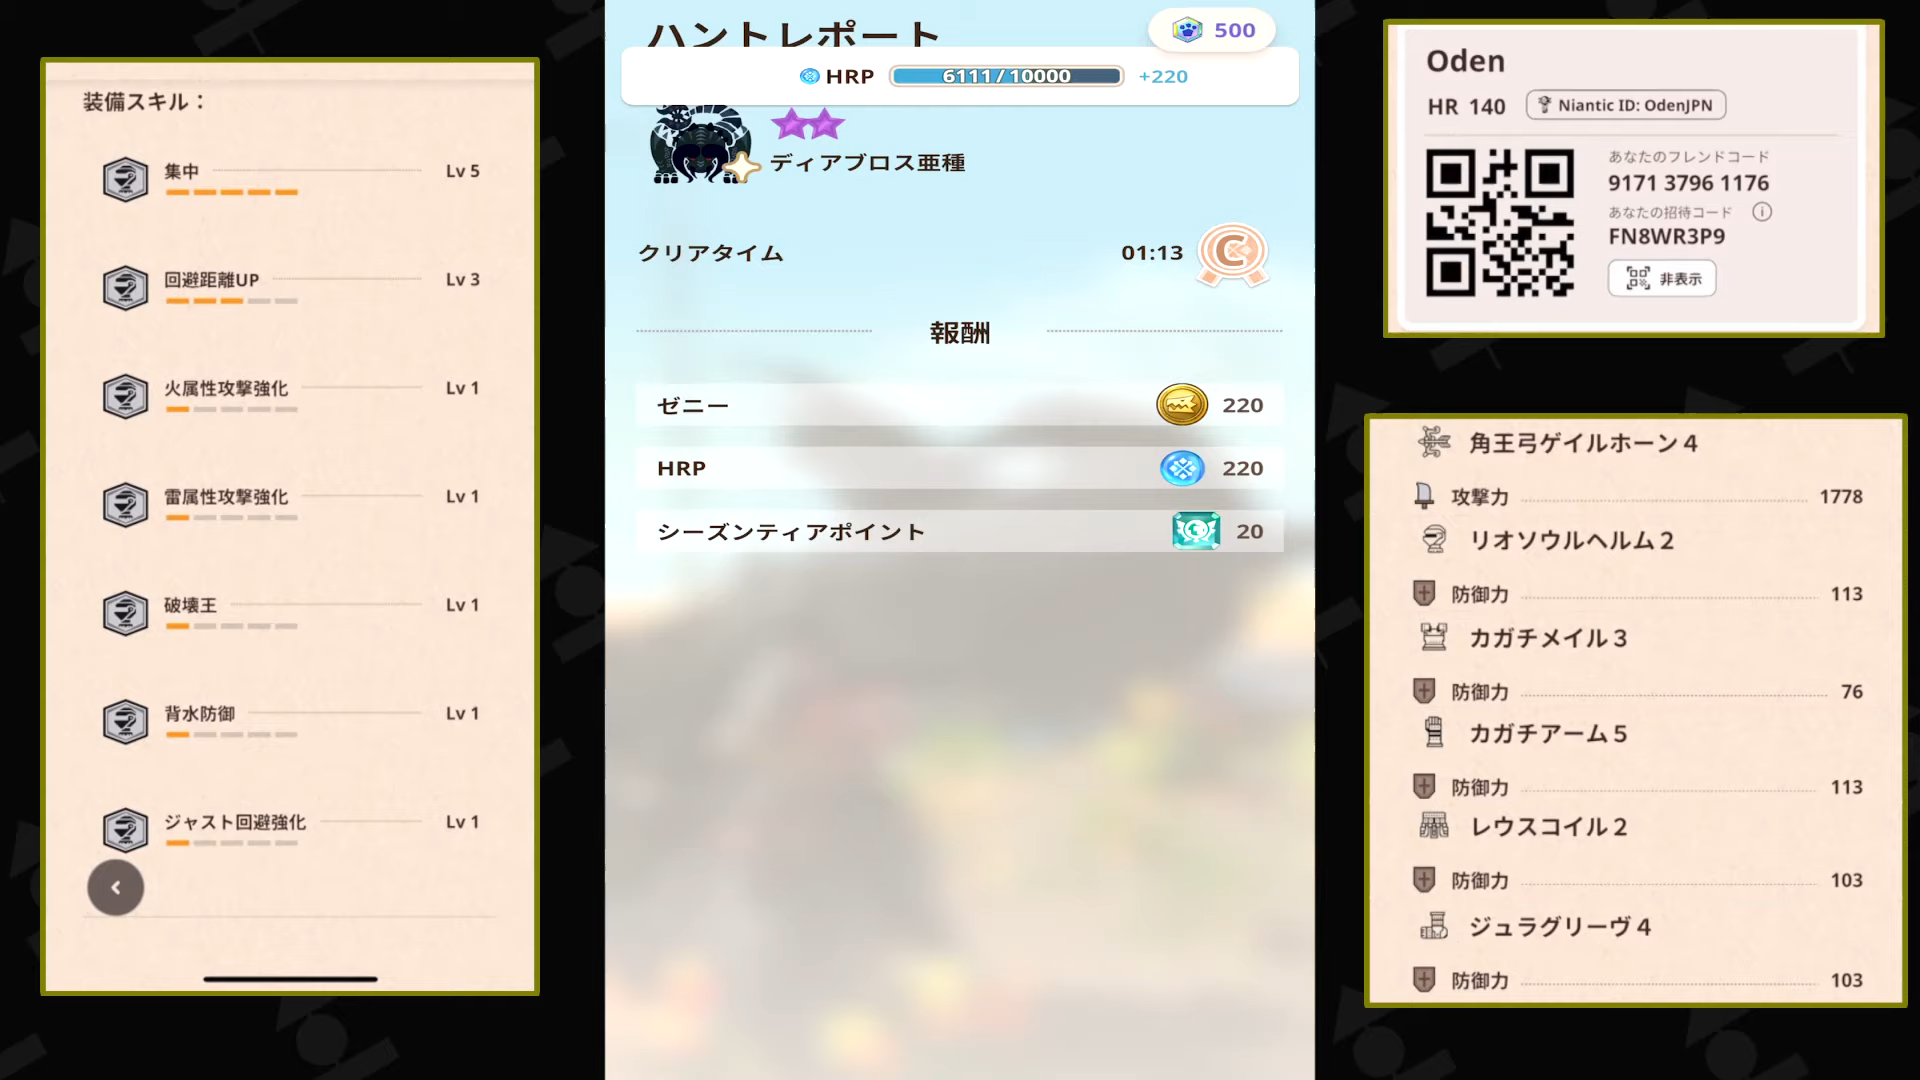 装備スキル：
集中 Lv 5
回避距離UP Lv 3
火属性攻撃強化 Lv 1
雷属性攻撃強化 Lv 1
破壊王 Lv 1
背水防御 Lv 1
ジャスト回避強化 Lv 1
ハントレポート
500
HRP 6111/10000 +220
ディアブロス亜種
クリアタイム 01:13 C
報酬
ゼニー 220
HRP 220
シーズンティアポイント 20
Oden
HR 140 Niantic ID: OdenJPN
あなたのフレンドコード
9171 3796 1176
あなたの招待コード
FN8WR3P9
非表示
角王弓ゲイルホーン 4
攻撃力 1778
リオソウルヘルム 2
防御力 113
カガチメイル 3
防御力 76
カガチアーム 5
防御力 113
レウスコイル 2
防御力 103
ジュラグリーヴ 4
防御力 103